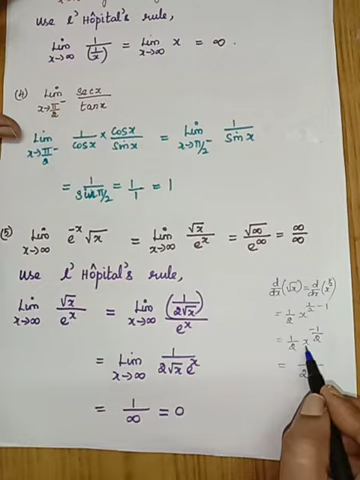 Use l' Hôpital's rule,
Lim x→∞ 1/(1/x) = Lim x→∞ x = ∞.
(4) Lim x→π/2⁻ secx/tanx
Lim x→π/2⁻ 1/cosx × cosx/sinx = Lim x→π/2⁻ 1/sinx
= 1/sinπ/2 = 1/1 = 1
(5) Lim x→∞ e⁻ˣ √x = Lim x→∞ √x/eˣ = √∞/e^∞ = ∞/∞
Use l' Hôpital's rule,
Lim x→∞ √x/eˣ = Lim x→∞ (1/2√x)/eˣ
= Lim x→∞ 1/2√x eˣ
= 1/∞ = 0
d/dx (√x) = d/dx (x^½)
= 1/2 x^(1/2 - 1)
= 1/2 x^(-1/2)
=